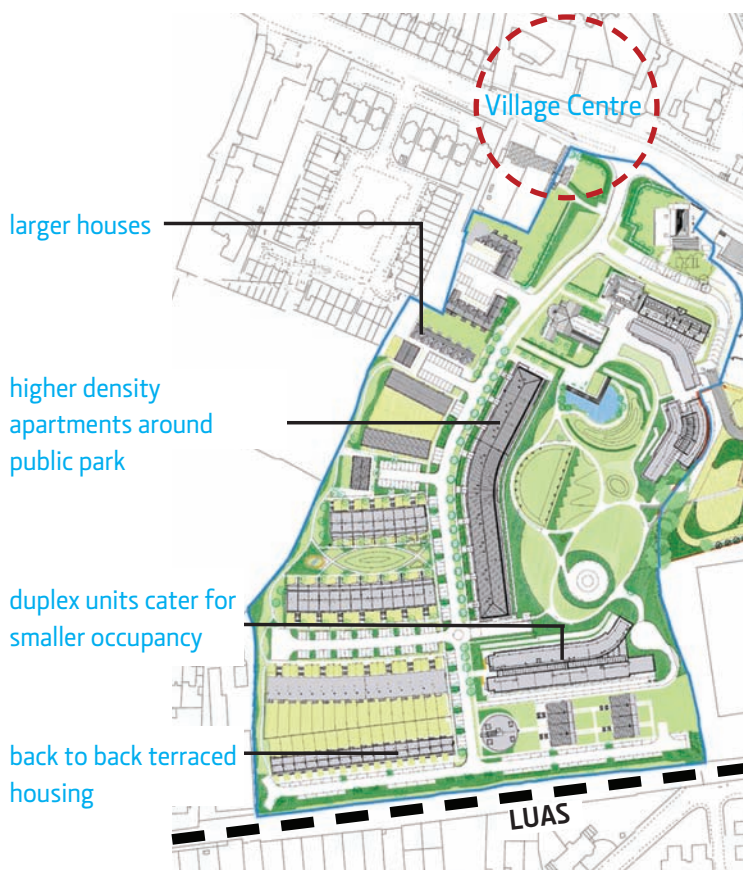 Village Centre
larger houses
higher density
apartments around
public park
duplex units cater for
smaller occupancy
back to back terraced
housing
LUAS